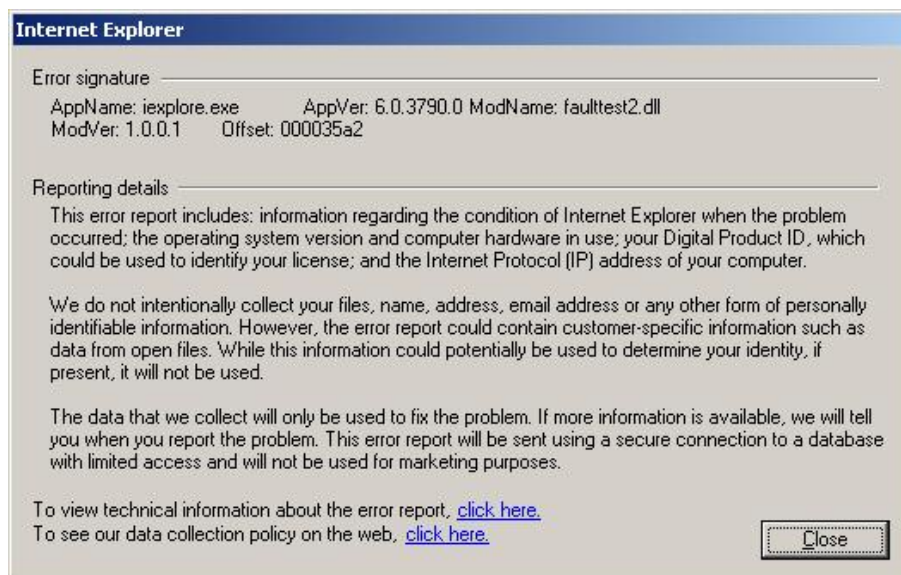 Internet Explorer
Error signature
AppName: iexplore.exe AppVer: 6.0.3790.0 ModName: faulttest2.dll
ModVer: 1.0.0.1 Offset: 000035a2
Reporting details
This error report includes: information regarding the condition of Internet Explorer when the problem
occurred; the operating system version and computer hardware in use; your Digital Product ID, which
could be used to identify your license; and the Internet Protocol (IP) address of your computer.
We do not intentionally collect your files, name, address, email address or any other form of personally
identifiable information. However, the error report could contain customer-specific information such as
data from open files. While this information could potentially be used to determine your identity, if
present, it will not be used.
The data that we collect will only be used to fix the problem. If more information is available, we will tell
you when you report the problem. This error report will be sent using a secure connection to a database
with limited access and will not be used for marketing purposes.
To view technical information about the error report, click here.
To see our data collection policy on the web, click here.
Close